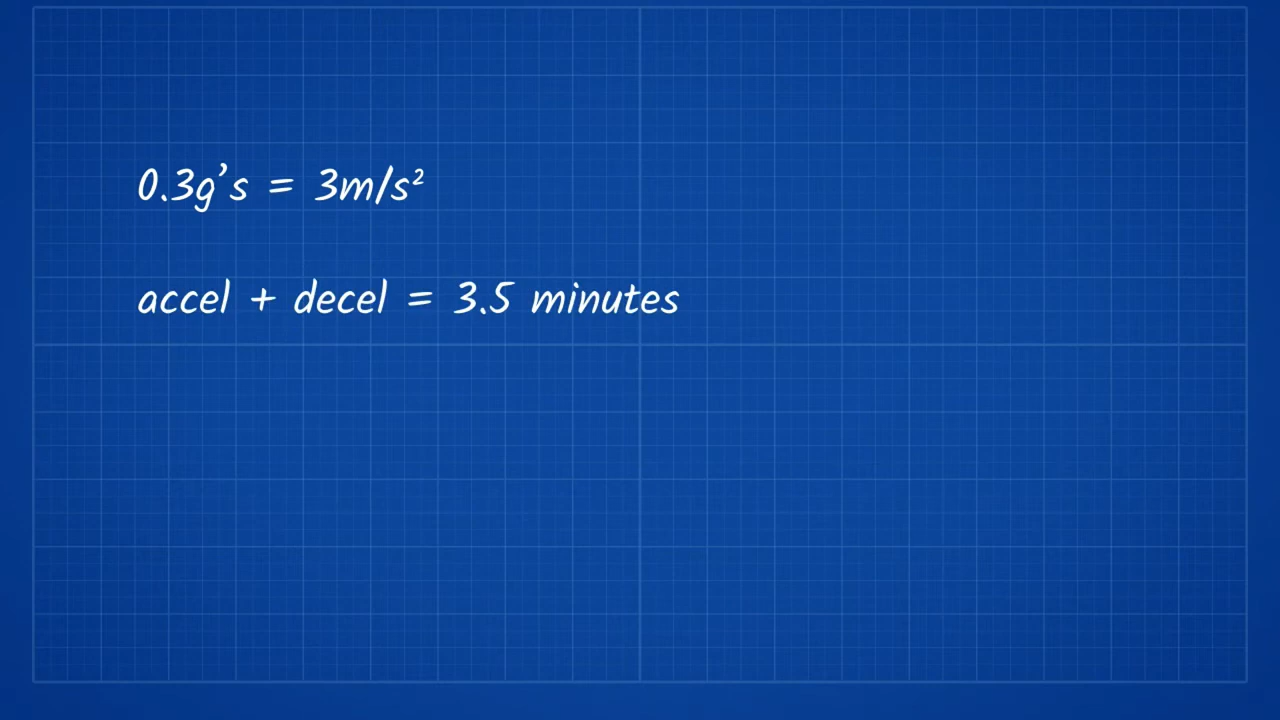 0.3g’s = 3m/s²
accel + decel = 3.5 minutes